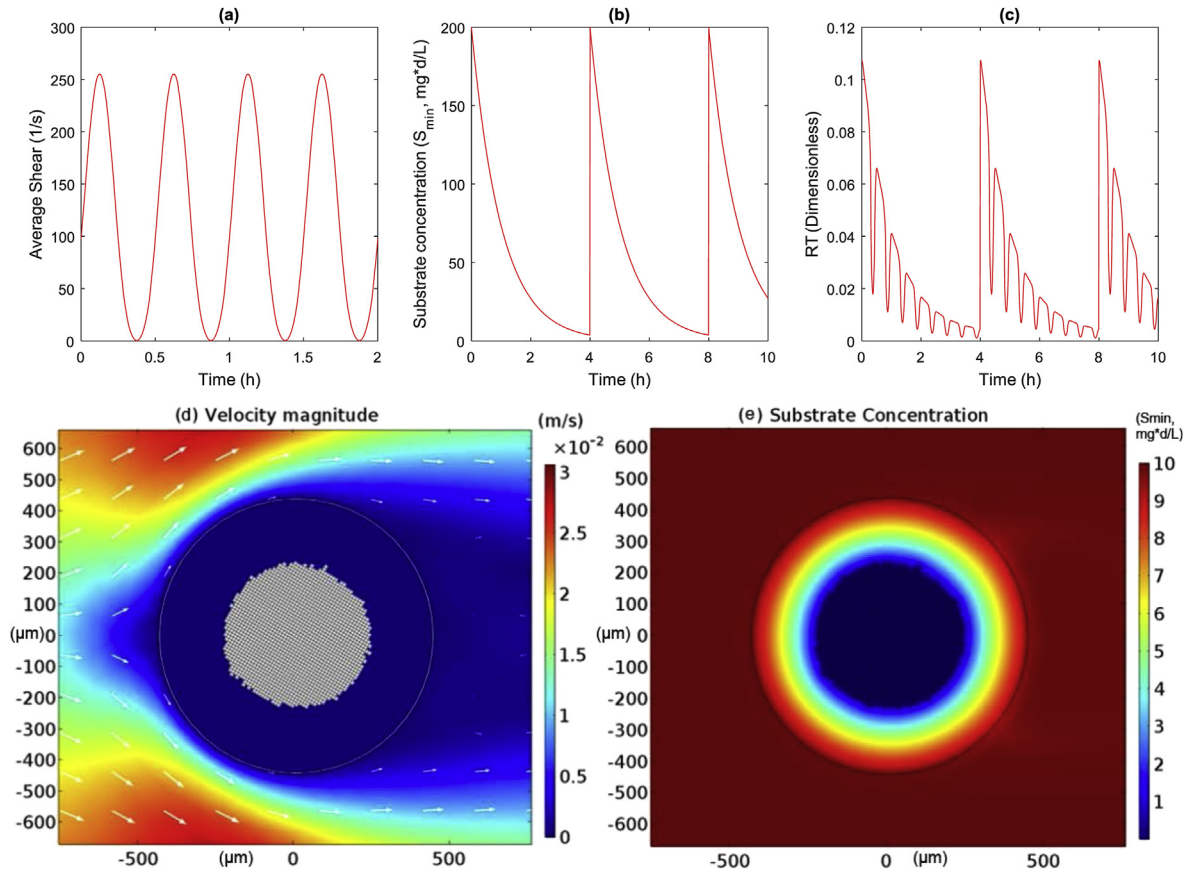 (a)
300
250
200
150
100
50
0
Average Shear (1/s)
0 0.5 1 1.5 2
Time (h)
(b)
200
150
100
50
0
Substrate concentration (Smin, mg*d/L)
0 2 4 6 8 10
Time (h)
(c)
0.12
0.1
0.08
0.06
0.04
0.02
0
RT (Dimensionless)
0 2 4 6 8 10
Time (h)
(d) Velocity magnitude
(m/s)
×10-2
600
500
400
300
200
100
(µm)0
-100
-200
-300
-400
-500
-600
-500 (µm) 0 500
3
2.5
2
1.5
1
0.5
0
(e) Substrate Concentration
(Smin,
mg*d/L)
600
500
400
300
200
100
(µm) 0
-100
-200
-300
-400
-500
-600
-500 0 (µm) 500
10
9
8
7
6
5
4
3
2
1